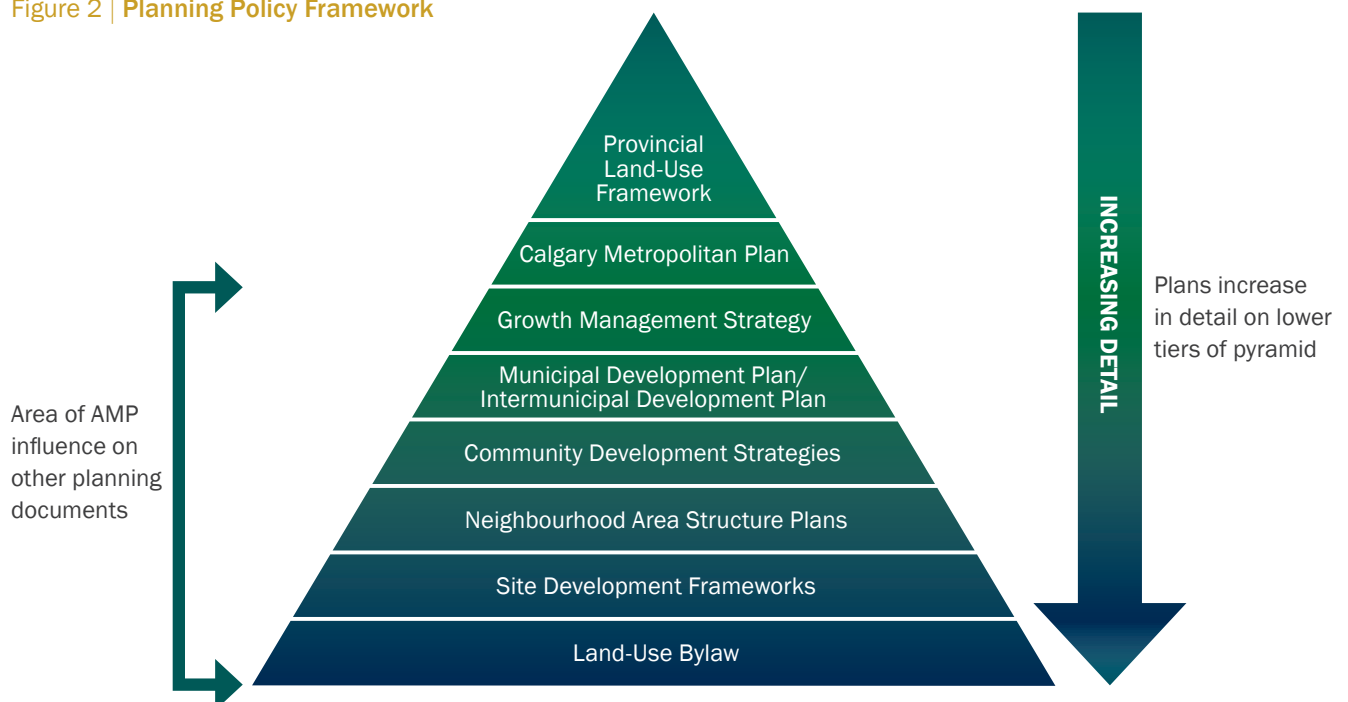 Figure 2 | Planning Policy Framework
Provincial
Land-Use
Framework
Calgary Metropolitan Plan
Growth Management Strategy
Municipal Development Plan/
Intermunicipal Development Plan
Community Development Strategies
Neighbourhood Area Structure Plans
Site Development Frameworks
Land-Use Bylaw
Area of AMP
influence on
other planning
documents
INCREASING DETAIL
Plans increase
in detail on lower
tiers of pyramid